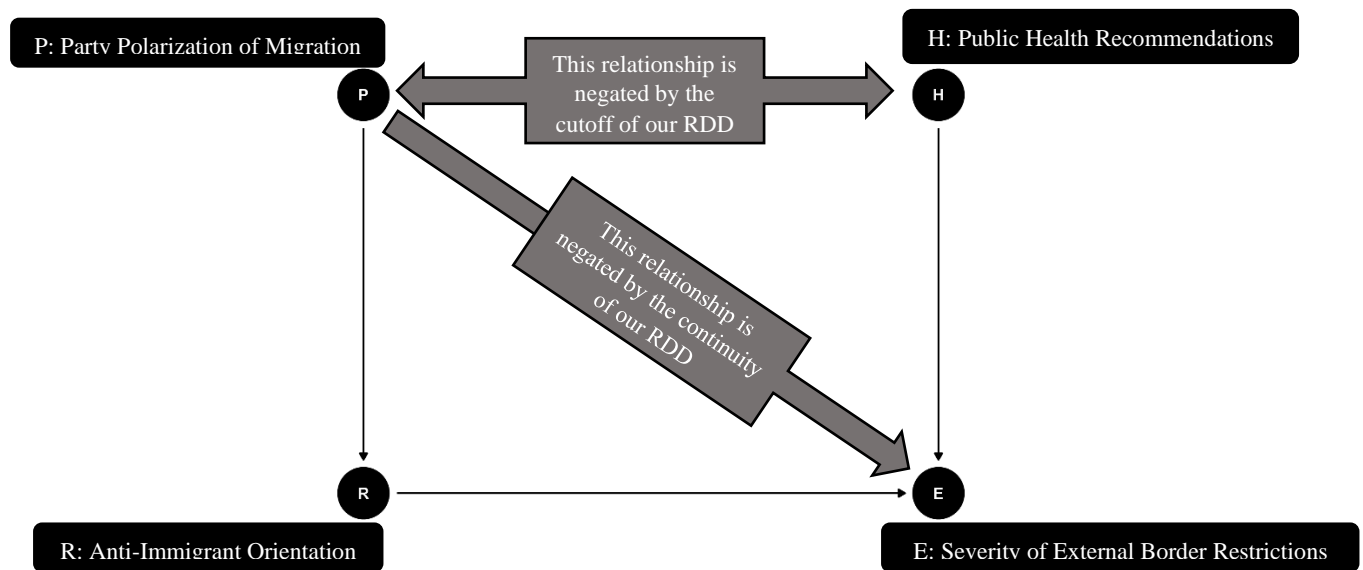 P: Party Polarization of Migration
H: Public Health Recommendations
This relationship is
negated by the
cutoff of our RDD
P
H
This relationship is
negated by the continuity
of our RDD
R
E
R: Anti-Immigrant Orientation
E: Severity of External Border Restrictions